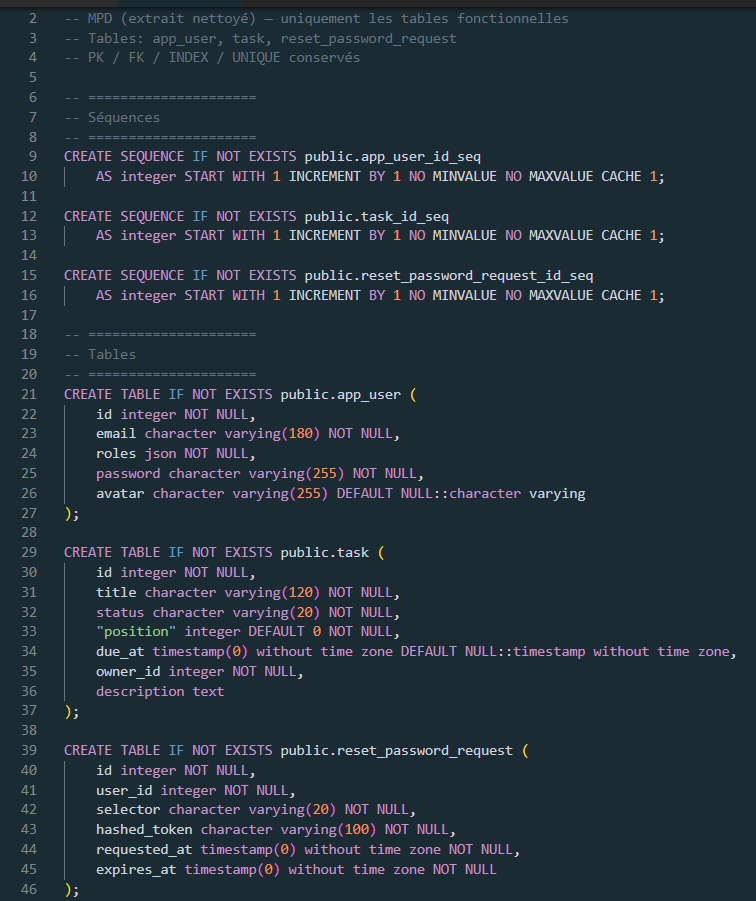 2 -- MPD (extrait nettoyé) — uniquement les tables fonctionnelles
3 -- Tables: app_user, task, reset_password_request
4 -- PK / FK / INDEX / UNIQUE conservés
5
6 -- =====================
7 -- Séquences
8 -- =====================
9 CREATE SEQUENCE IF NOT EXISTS public.app_user_id_seq
10     AS integer START WITH 1 INCREMENT BY 1 NO MINVALUE NO MAXVALUE CACHE 1;
11
12 CREATE SEQUENCE IF NOT EXISTS public.task_id_seq
13     AS integer START WITH 1 INCREMENT BY 1 NO MINVALUE NO MAXVALUE CACHE 1;
14
15 CREATE SEQUENCE IF NOT EXISTS public.reset_password_request_id_seq
16     AS integer START WITH 1 INCREMENT BY 1 NO MINVALUE NO MAXVALUE CACHE 1;
17
18 -- =====================
19 -- Tables
20 -- =====================
21 CREATE TABLE IF NOT EXISTS public.app_user (
22     id integer NOT NULL,
23     email character varying(180) NOT NULL,
24     roles json NOT NULL,
25     password character varying(255) NOT NULL,
26     avatar character varying(255) DEFAULT NULL::character varying
27 );
28
29 CREATE TABLE IF NOT EXISTS public.task (
30     id integer NOT NULL,
31     title character varying(120) NOT NULL,
32     status character varying(20) NOT NULL,
33     "position" integer DEFAULT 0 NOT NULL,
34     due_at timestamp(0) without time zone DEFAULT NULL::timestamp without time zone,
35     owner_id integer NOT NULL,
36     description text
37 );
38
39 CREATE TABLE IF NOT EXISTS public.reset_password_request (
40     id integer NOT NULL,
41     user_id integer NOT NULL,
42     selector character varying(20) NOT NULL,
43     hashed_token character varying(100) NOT NULL,
44     requested_at timestamp(0) without time zone NOT NULL,
45     expires_at timestamp(0) without time zone NOT NULL
46 );